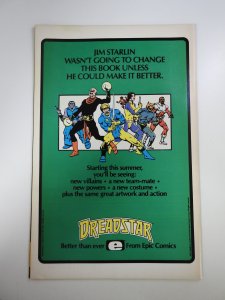 JIM STARLIN
WASN'T GOING TO CHANGE
THIS BOOK UNLESS
HE COULD MAKE IT BETTER.
Starting this summer,
you'll be seeing:
new villains • a new team-mate •
new powers • a new costume •
plus the same great artwork and action
DREADSTAR
Better than ever e From Epic Comics